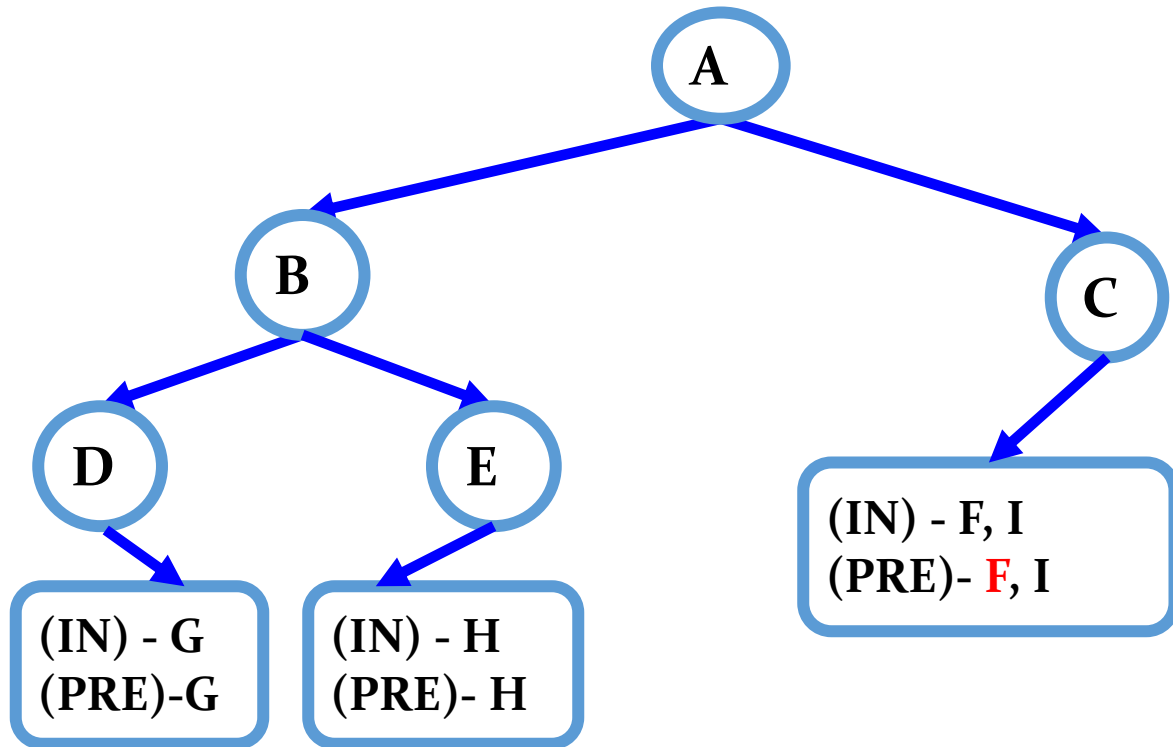 A
B
C
D
E
(IN) - F, I
(PRE)- F, I
(IN) - G
(PRE)-G
(IN) - H
(PRE)- H